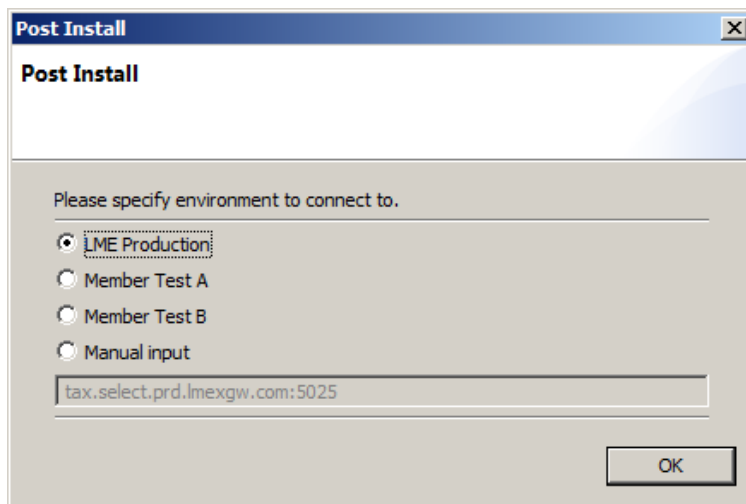 Post Install
Post Install
Please specify environment to connect to.
LME Production
Member Test A
Member Test B
Manual input
tax.select.prd.lmexgw.com:5025
OK